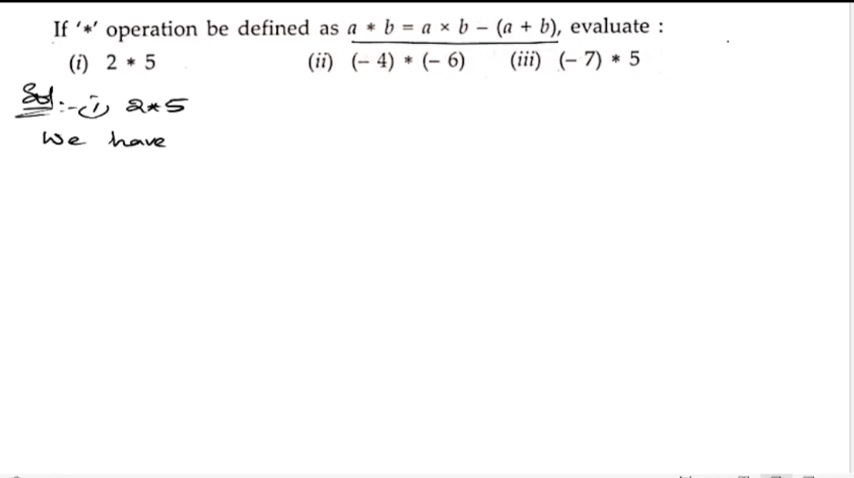 If '*' operation be defined as a * b = a × b – (a + b), evaluate :
(i) 2 * 5 (ii) (– 4) * (– 6) (iii) (– 7) * 5
Sol :- (i) 2*5
We have